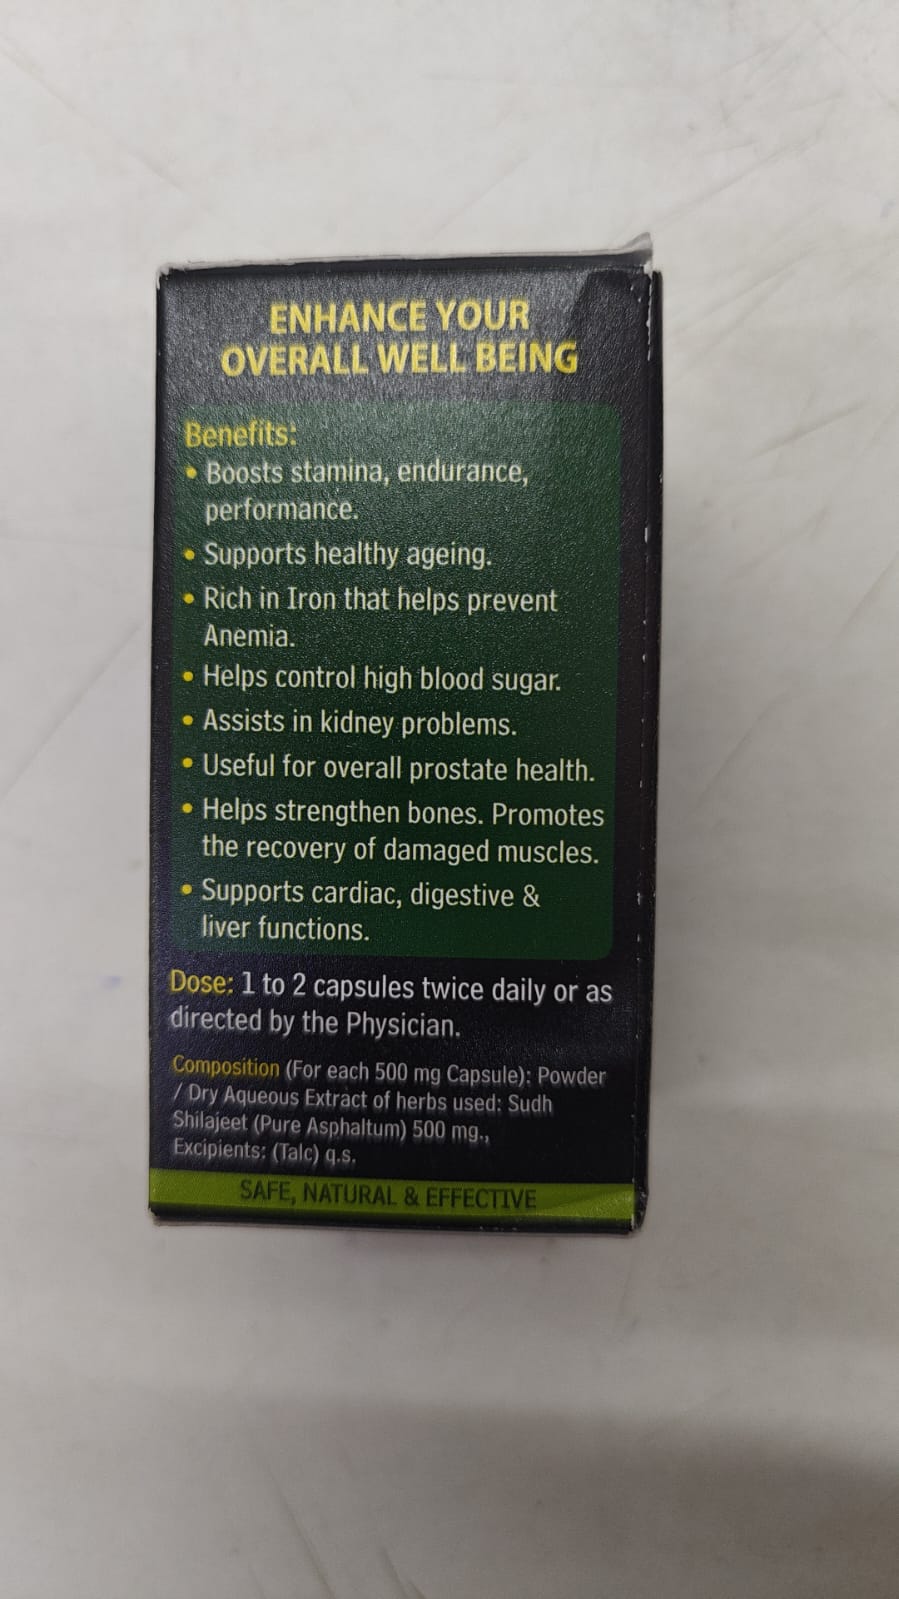 ENHANCE YOUR
OVERALL WELL BEING
Benefits:
• Boosts stamina, endurance,
performance.
• Supports healthy ageing.
• Rich in Iron that helps prevent
Anemia.
• Helps control high blood sugar.
• Assists in kidney problems.
• Useful for overall prostate health.
• Helps strengthen bones. Promotes
the recovery of damaged muscles.
• Supports cardiac, digestive &
liver functions.
Dose: 1 to 2 capsules twice daily or as
directed by the Physician.
Composition (For each 500 mg Capsule): Powder
/ Dry Aqueous Extract of herbs used: Sudh
Shilajeet (Pure Asphaltum) 500 mg.,
Excipients: (Talc) q.s.
SAFE, NATURAL & EFFECTIVE